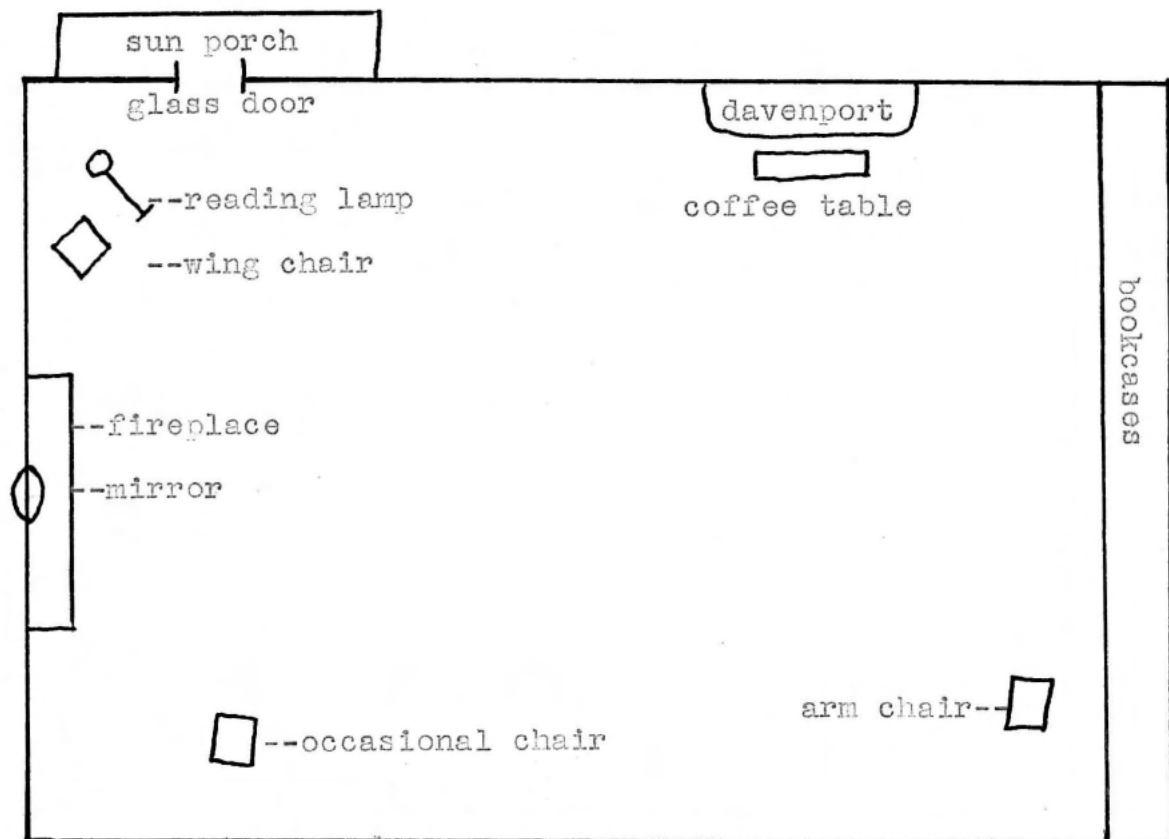 sun porch
glass door
davenport
--reading lamp
coffee table
--wing chair
bookcases
--fireplace
--mirror
arm chair--
--occasional chair